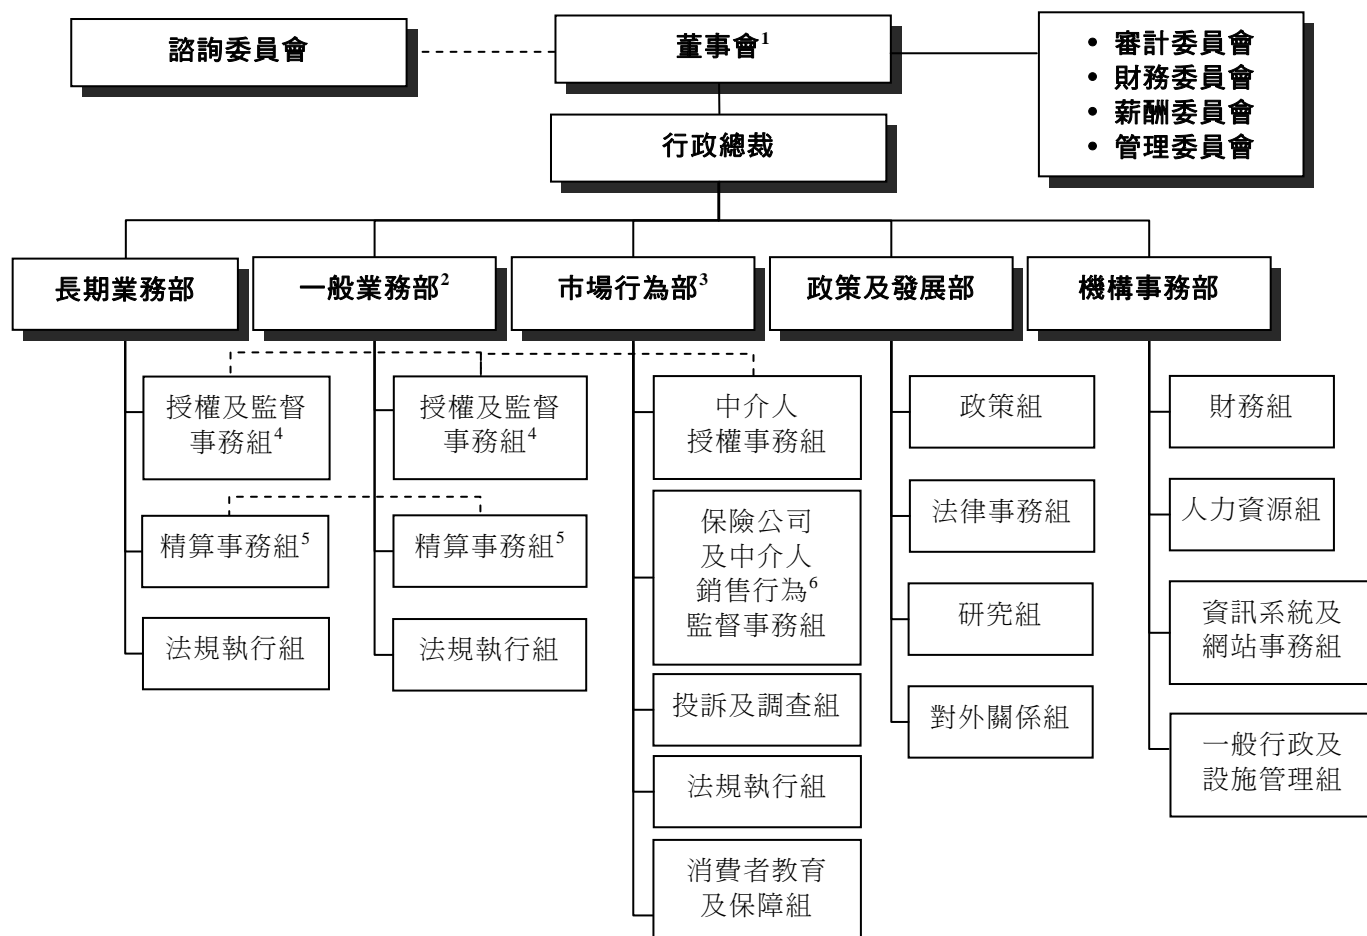 諮詢委員會
董事會1
• 審計委員會
• 財務委員會
• 薪酬委員會
• 管理委員會
行政總裁
長期業務部
一般業務部2
市場行為部3
政策及發展部
機構事務部
授權及監督
事務組4
精算事務組5
法規執行組
授權及監督
事務組4
精算事務組5
法規執行組
中介人
授權事務組
保險公司
及中介人
銷售行為6
監督事務組
投訴及調查組
法規執行組
消費者教育
及保障組
政策組
法律事務組
研究組
對外關係組
財務組
人力資源組
資訊系統及
網站事務組
一般行政及
設施管理組